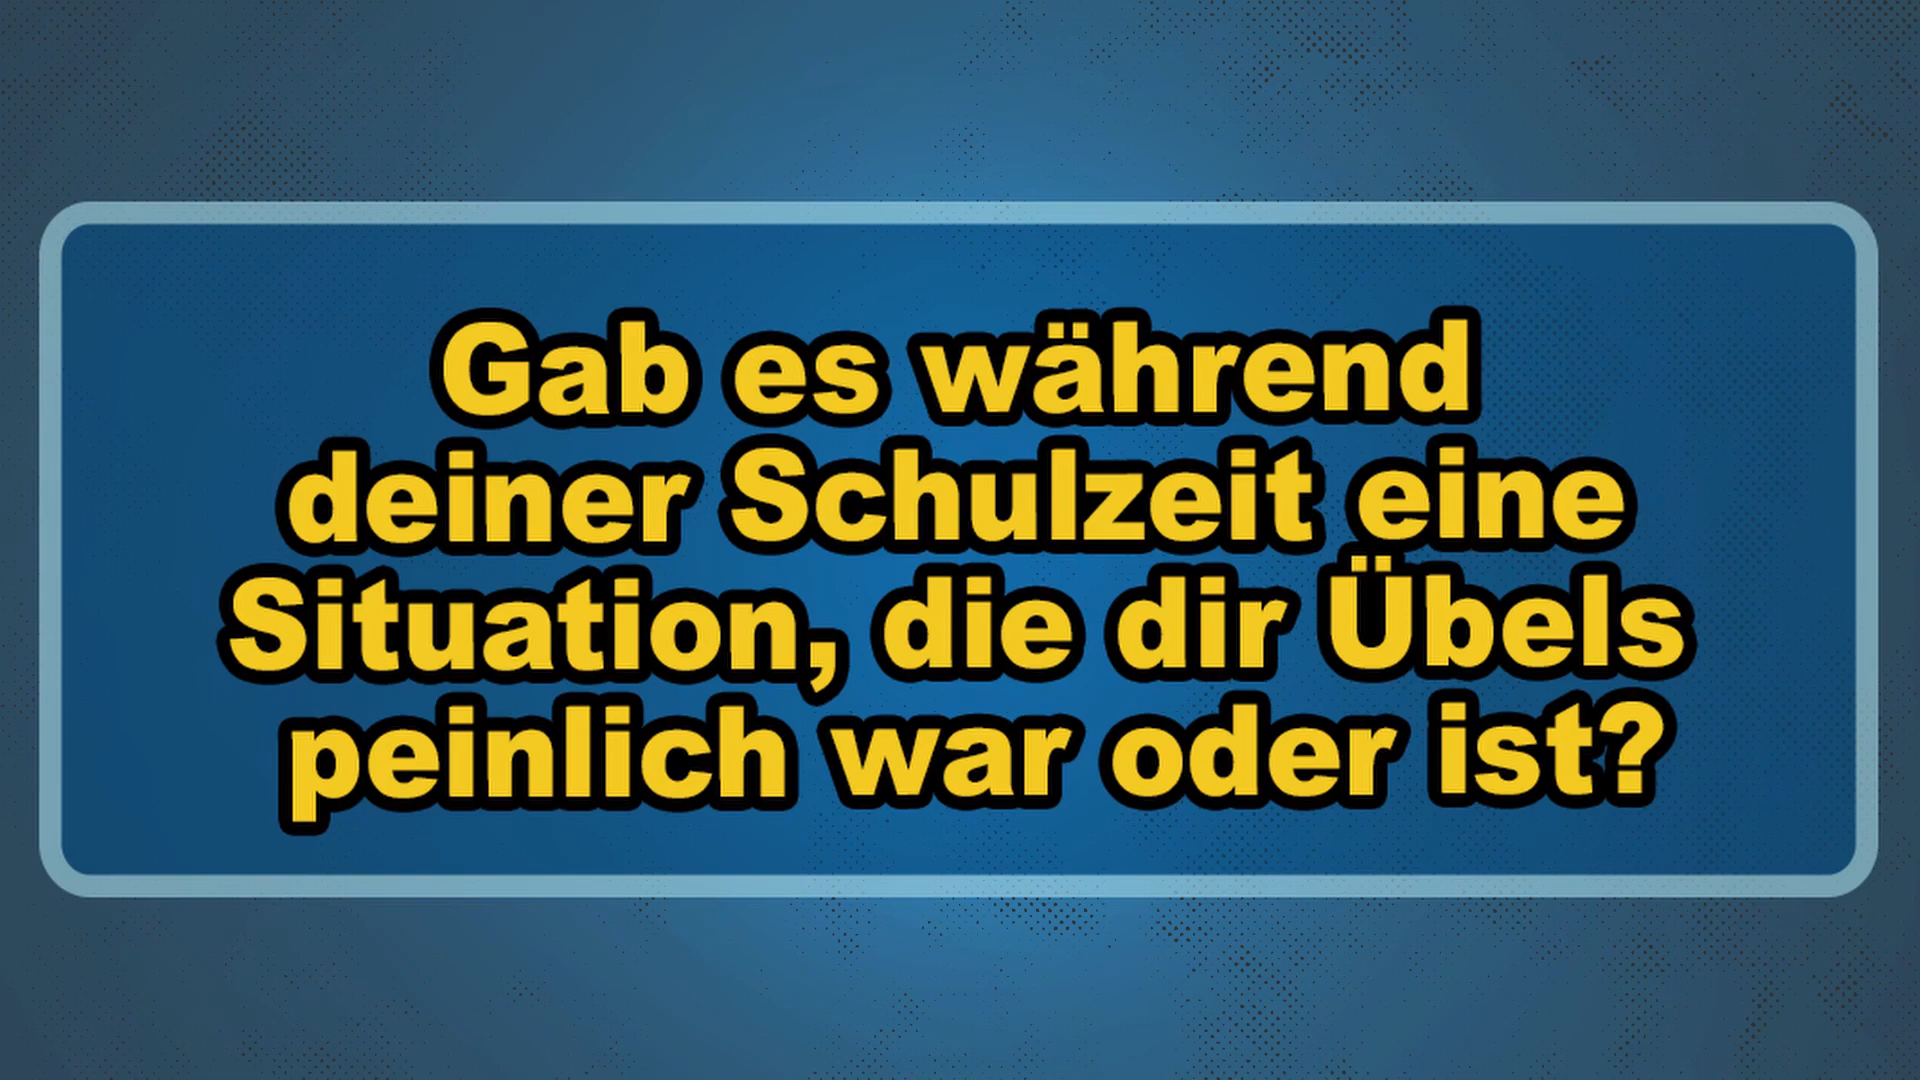 Gab es während
deiner Schulzeit eine
Situation, die dir Übels
peinlich war oder ist?